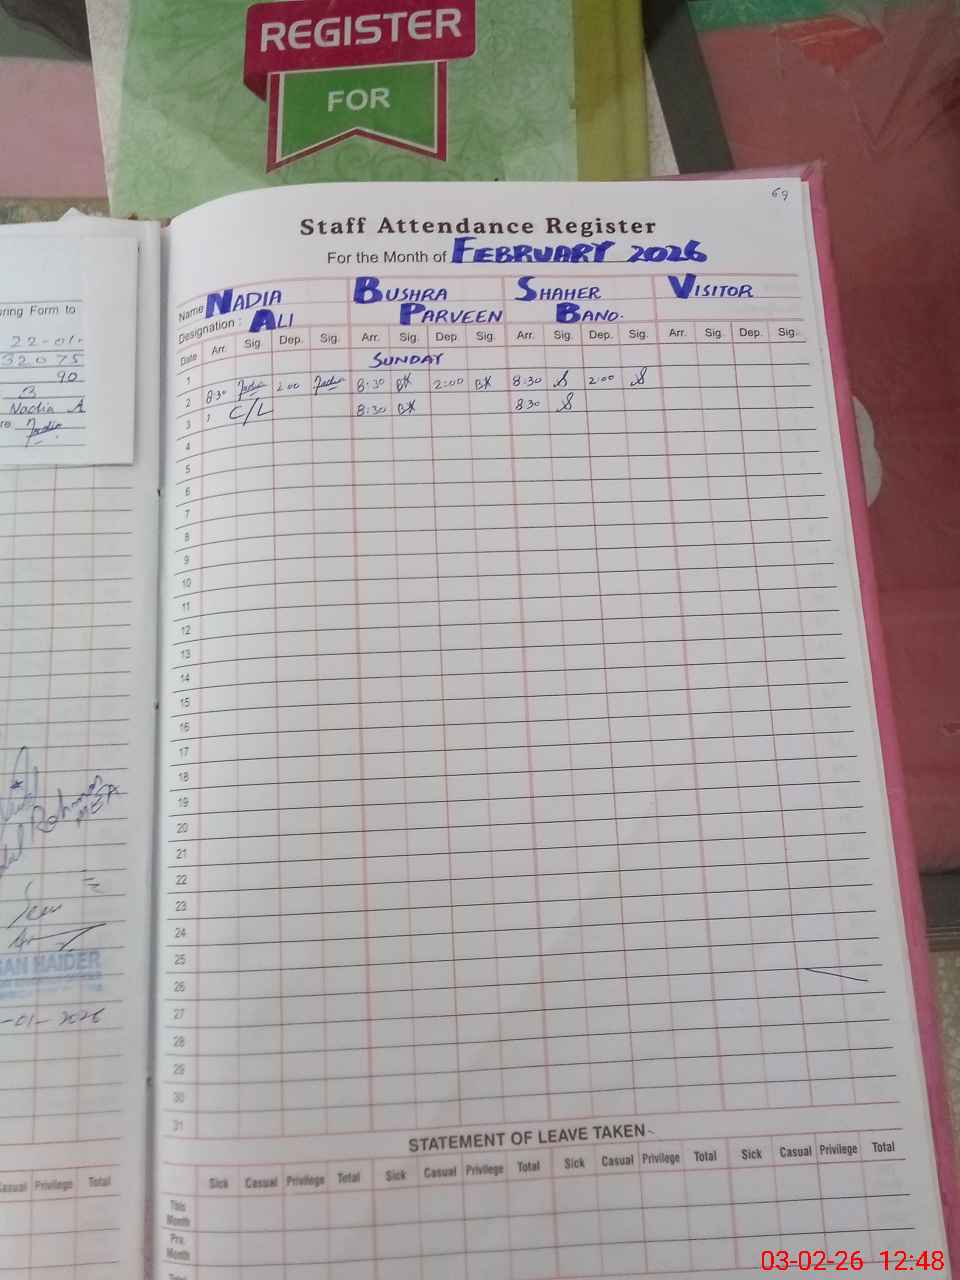 REGISTER
FOR
69
Staff Attendance Register
For the Month of FEBRUARY 2026
Name NADIA BUSHRA SHAHER VISITOR
Designation : ALI PARVEEN BANO.
Date Arr. Sig. Dep. Sig. Arr. Sig. Dep. Sig. Arr. Sig. Dep. Sig. Arr. Sig. Dep. Sig.
1 SUNDAY
2 8:30 Nadia 2:00 Nadia 8:30 2:00 8:30 2:00
3 C/L 8:30 8:30
4
5
6
7
8
9
10
11
12
13
14
15
16
17
18
19
20
21
22
23
24
25
26
27
28
29
30
31
STATEMENT OF LEAVE TAKEN
Sick Casual Privilege Total Sick Casual Privilege Total Sick Casual Privilege Total Sick Casual Privilege Total
This Month
Pre. Month
uring Form to
22-01-
32075
90
B
Nadia A
Rahman
HAIDER
-01-2026
Casual Privilege Total
03-02-26 12:48